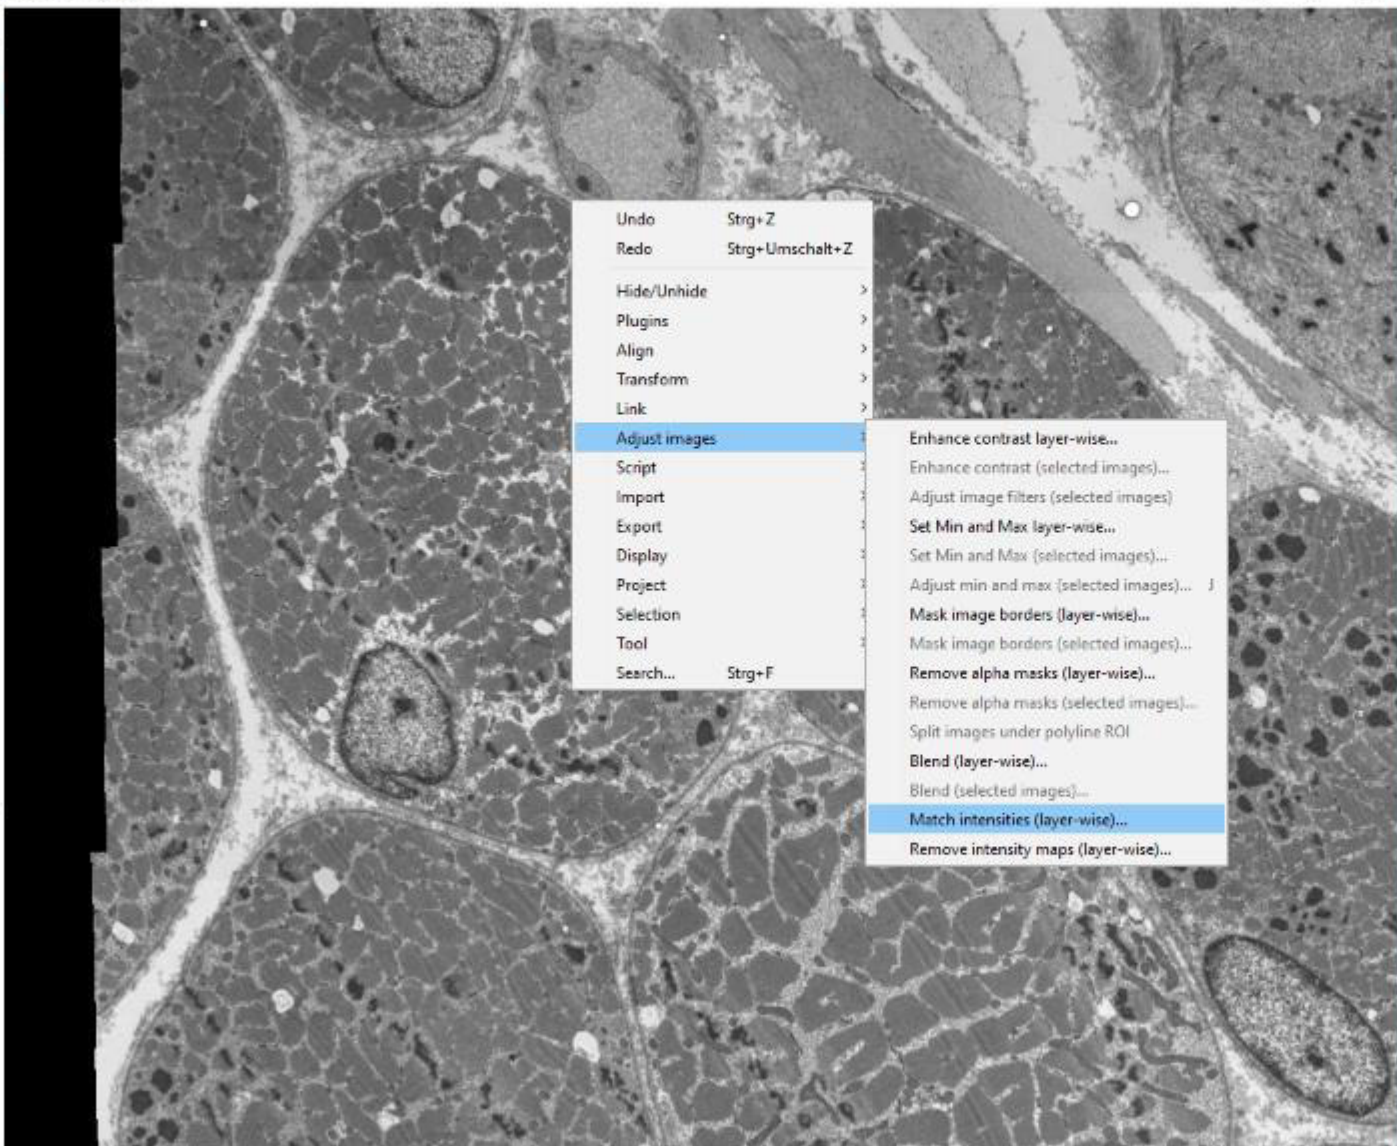 Undo Strg+Z
Redo Strg+Umschalt+Z
Hide/Unhide
Plugins
Align
Transform
Link
Adjust images
Script
Import
Export
Display
Project
Selection
Tool
Search... Strg+F
Enhance contrast layer-wise...
Enhance contrast (selected images)...
Adjust image filters (selected images)
Set Min and Max layer-wise...
Set Min and Max (selected images)...
Adjust min and max (selected images)... J
Mask image borders (layer-wise)...
Mask image borders (selected images)...
Remove alpha masks (layer-wise)...
Remove alpha masks (selected images)...
Split images under polyline ROI
Blend (layer-wise)...
Blend (selected images)...
Match intensities (layer-wise)...
Remove intensity maps (layer-wise)...